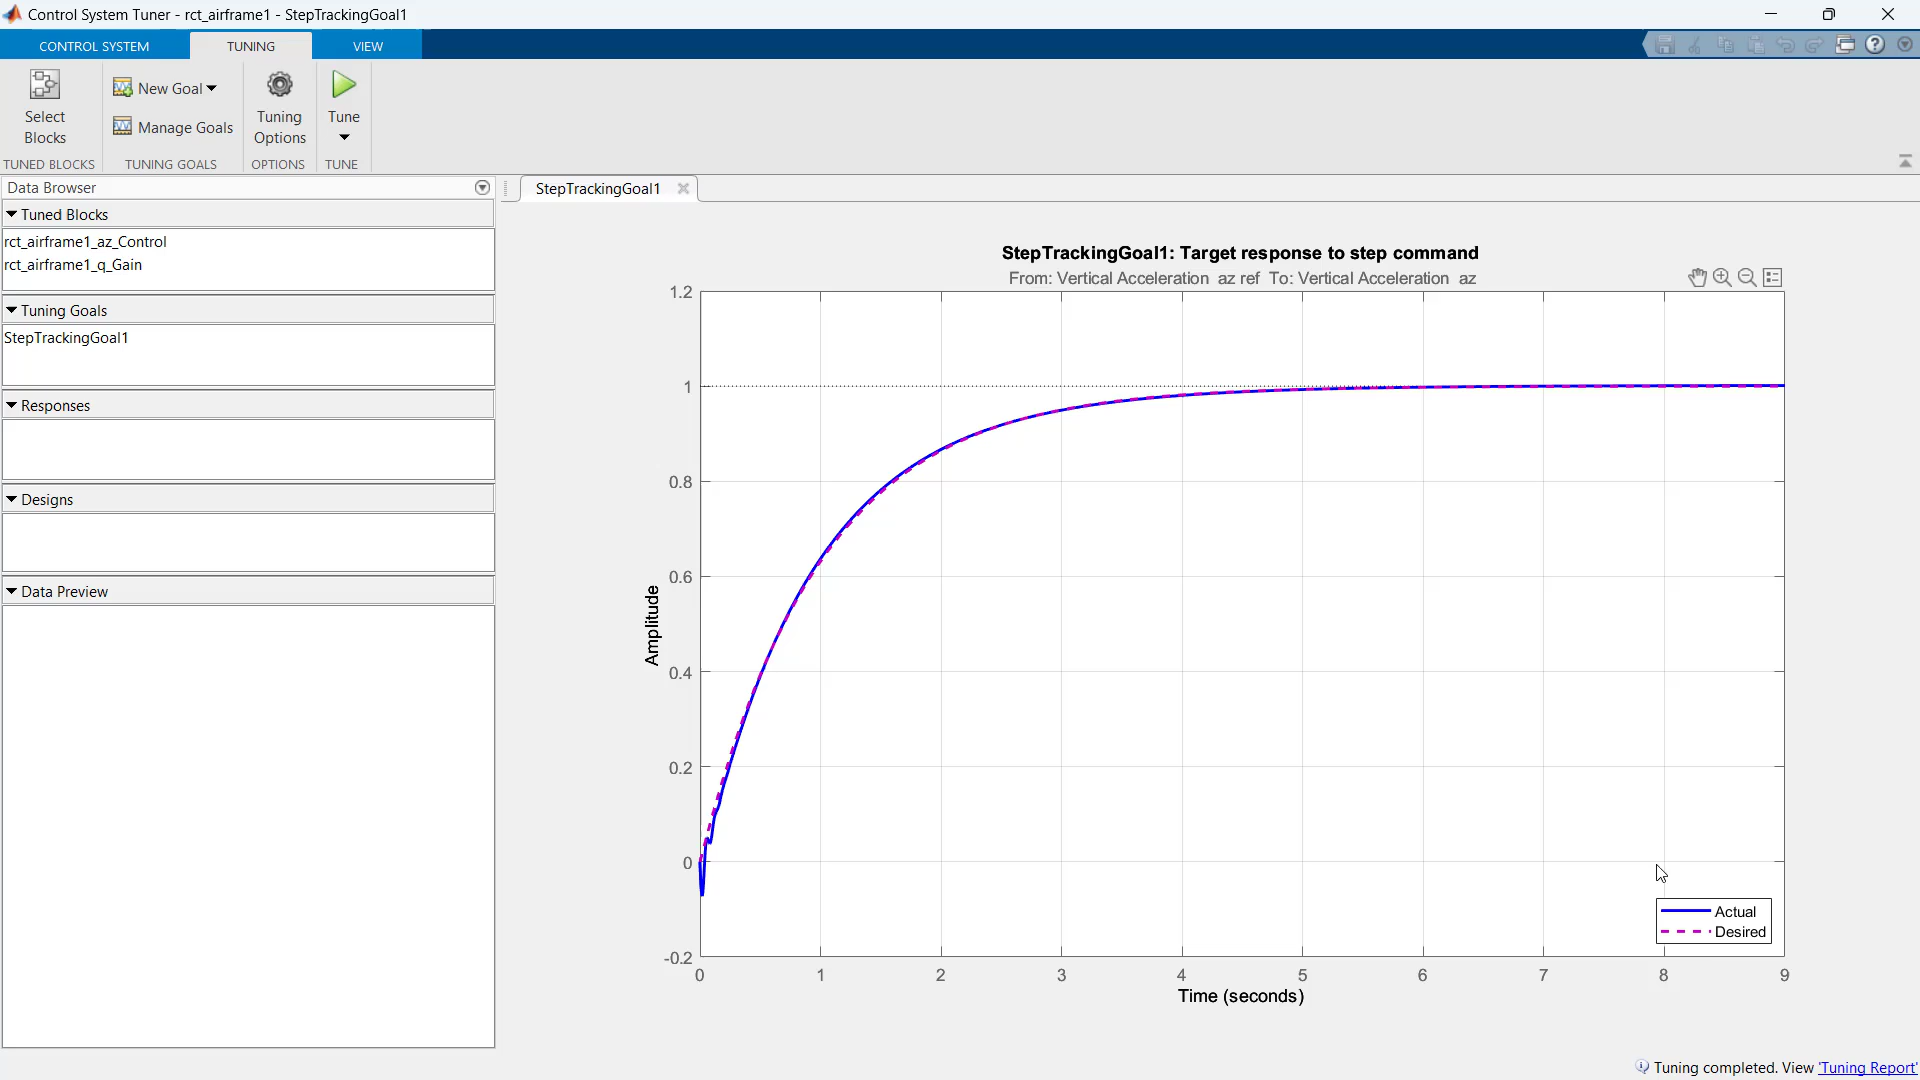 Control System Tuner - rct_airframe1 - StepTrackingGoal1
CONTROL SYSTEM TUNING VIEW
Select Blocks
New Goal
Manage Goals
Tuning Options
Tune
TUNED BLOCKS TUNING GOALS OPTIONS TUNE
Data Browser
Tuned Blocks
rct_airframe1_az_Control
rct_airframe1_q_Gain
Tuning Goals
StepTrackingGoal1
Responses
Designs
Data Preview
StepTrackingGoal1
StepTrackingGoal1: Target response to step command
From: Vertical Acceleration az ref To: Vertical Acceleration az
1.2
1
0.8
0.6
0.4
0.2
0
-0.2
Amplitude
0 1 2 3 4 5 6 7 8 9
Time (seconds)
Actual
Desired
Tuning completed. View 'Tuning Report'